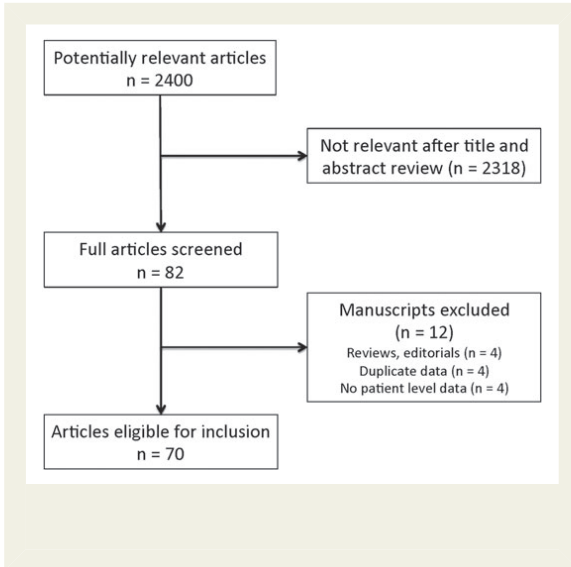 Potentially relevant articles
n = 2400
Not relevant after title and
abstract review (n = 2318)
Full articles screened
n = 82
Manuscripts excluded
(n = 12)
Reviews, editorials (n = 4)
Duplicate data (n = 4)
No patient level data (n = 4)
Articles eligible for inclusion
n = 70